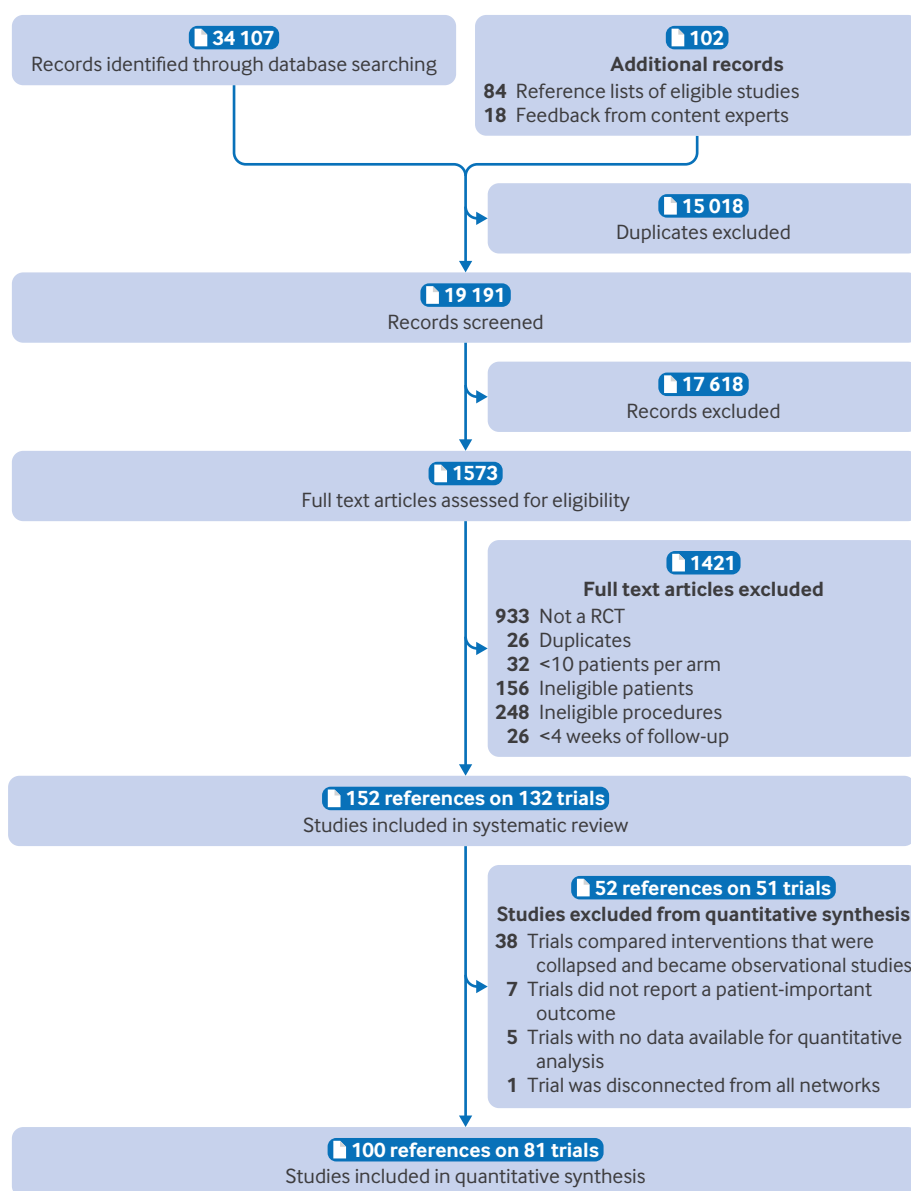 34 107
Records identified through database searching
102
Additional records
84 Reference lists of eligible studies
18 Feedback from content experts
15 018
Duplicates excluded
19 191
Records screened
17 618
Records excluded
1573
Full text articles assessed for eligibility
1421
Full text articles excluded
933 Not a RCT
26 Duplicates
32 <10 patients per arm
156 Ineligible patients
248 Ineligible procedures
26 <4 weeks of follow-up
152 references on 132 trials
Studies included in systematic review
52 references on 51 trials
Studies excluded from quantitative synthesis
38 Trials compared interventions that were
collapsed and became observational studies
7 Trials did not report a patient-important
outcome
5 Trials with no data available for quantitative
analysis
1 Trial was disconnected from all networks
100 references on 81 trials
Studies included in quantitative synthesis